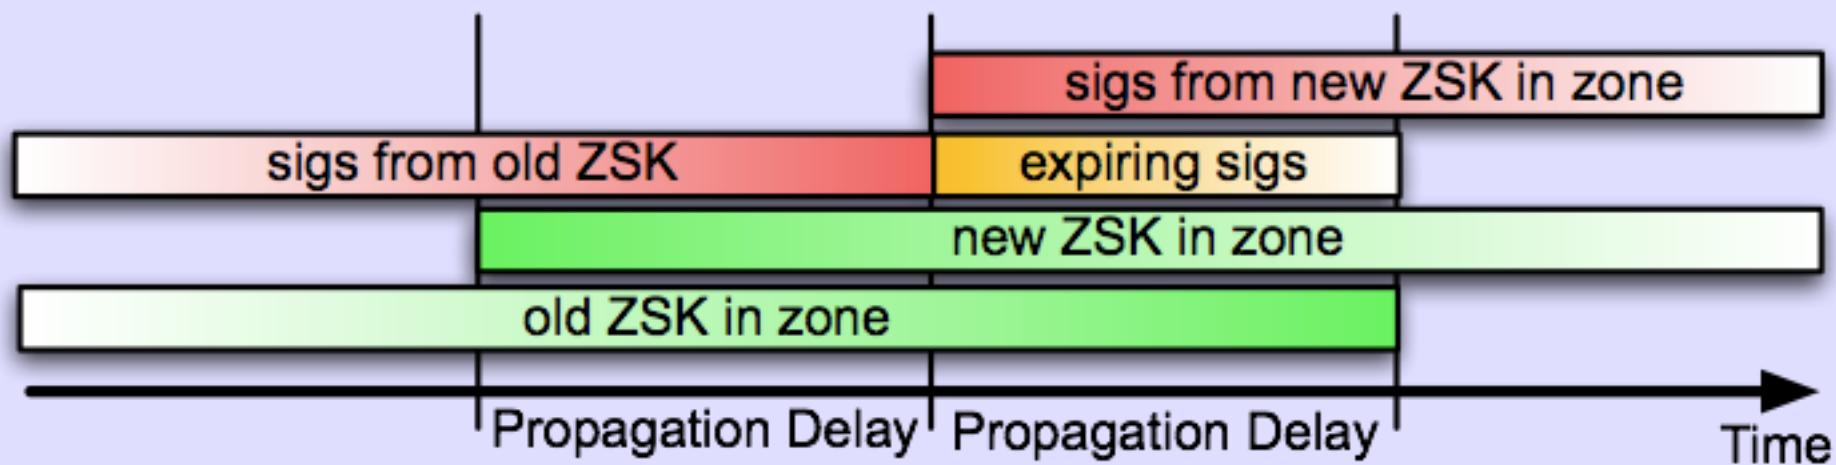 sigs from new ZSK in zone
sigs from old ZSK
expiring sigs
new ZSK in zone
old ZSK in zone
Propagation Delay
Propagation Delay
Time